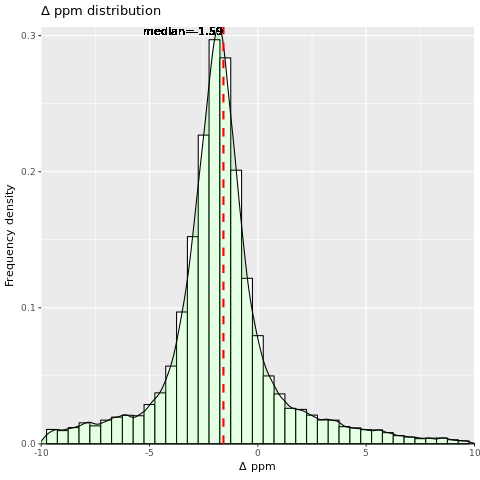 Δ ppm distribution
median=-1.59
0.3
0.2
0.1
0.0
Frequency density
-10 -5 0 5 10
Δ ppm